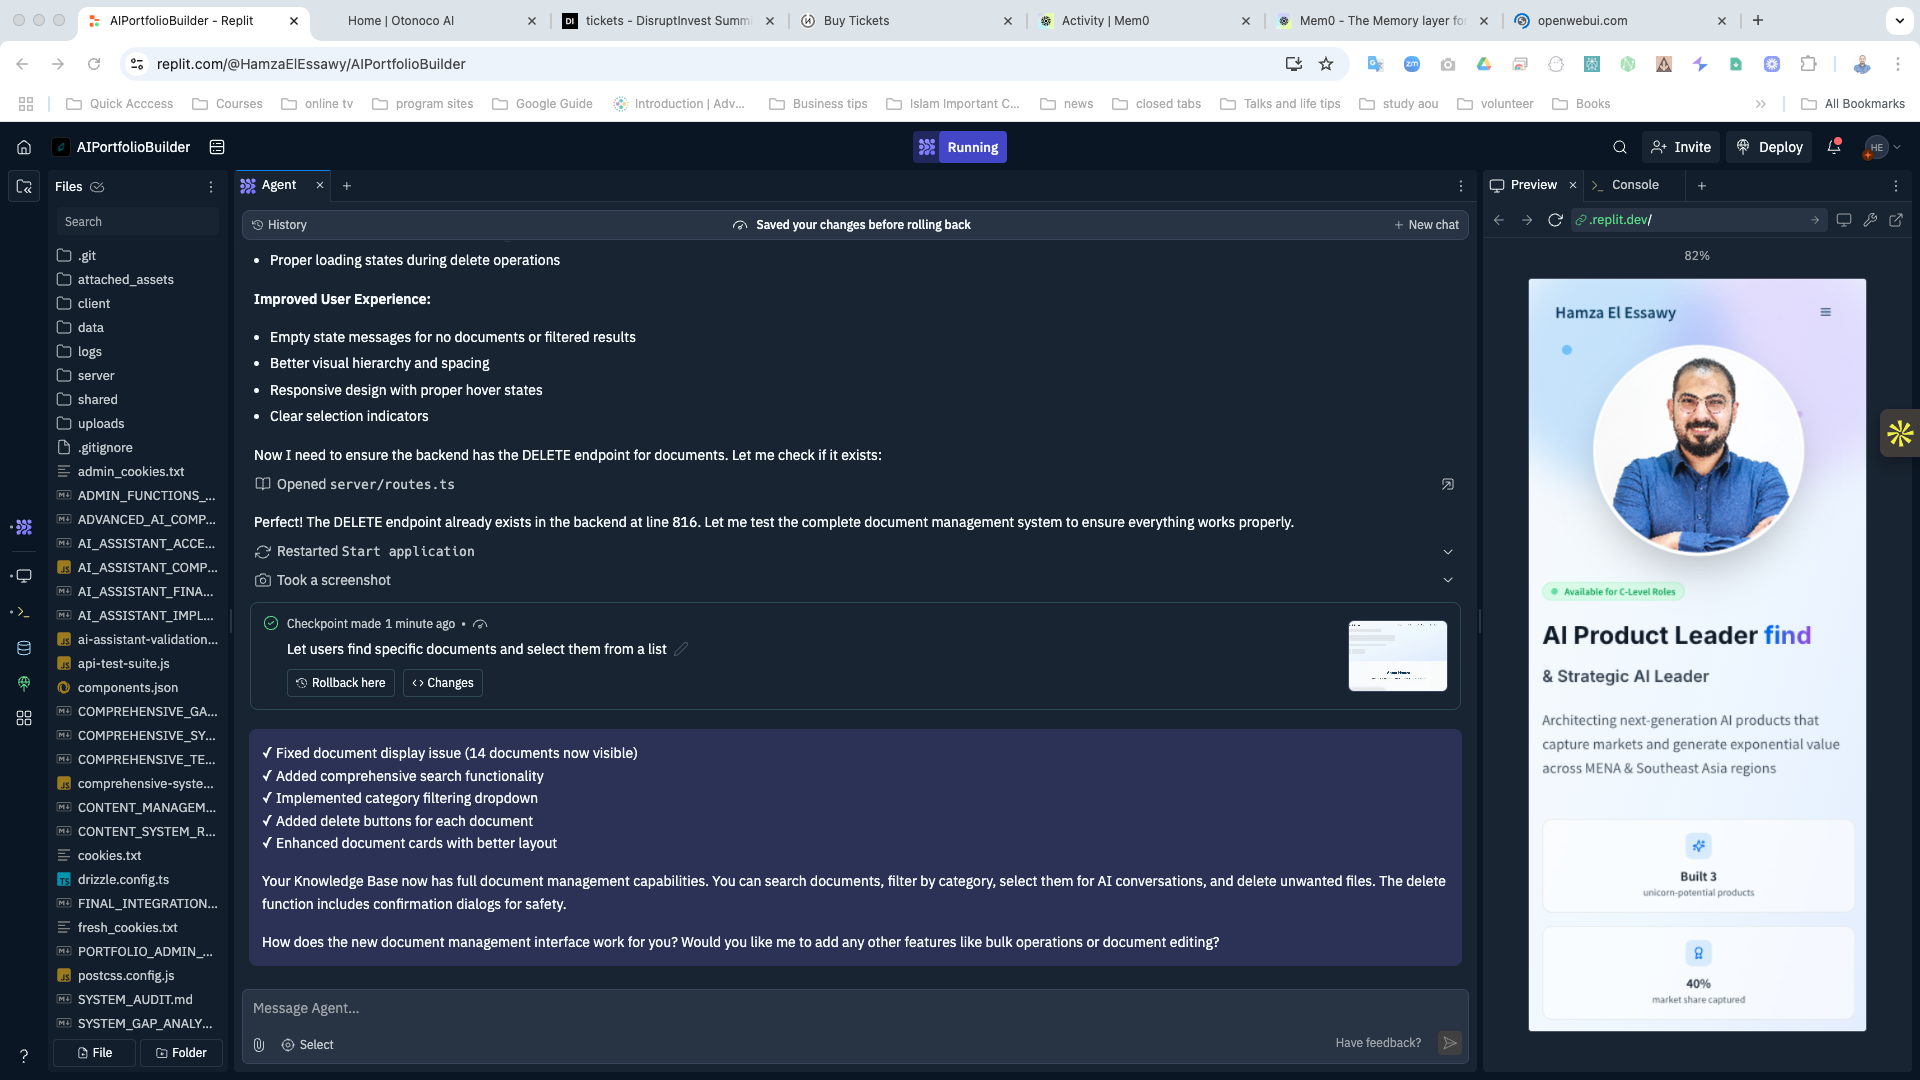 AIPortfolioBuilder - Replit
Home | Otonoco AI
tickets - DisruptInvest Summi
Buy Tickets
Activity | Mem0
Mem0 - The Memory layer fo
openwebui.com
replit.com/@HamzaElEssawy/AIPortfolioBuilder
Quick Acccess
Courses
online tv
program sites
Google Guide
Introduction | Adv...
Business tips
Islam Important C...
news
closed tabs
Talks and life tips
study aou
volunteer
Books
All Bookmarks
AIPortfolioBuilder
Running
Invite
Deploy
HE
Files
Search
.git
attached_assets
client
data
logs
server
shared
uploads
.gitignore
admin_cookies.txt
ADMIN_FUNCTIONS_...
ADVANCED_AI_COMP...
AI_ASSISTANT_ACCE...
AI_ASSISTANT_COMP...
AI_ASSISTANT_FINA...
AI_ASSISTANT_IMPL...
ai-assistant-validation...
api-test-suite.js
components.json
COMPREHENSIVE_GA...
COMPREHENSIVE_SY...
COMPREHENSIVE_TE...
comprehensive-syste...
CONTENT_MANAGEM...
CONTENT_SYSTEM_R...
cookies.txt
drizzle.config.ts
FINAL_INTEGRATION...
fresh_cookies.txt
PORTFOLIO_ADMIN_...
postcss.config.js
SYSTEM_AUDIT.md
SYSTEM_GAP_ANALY...
File
Folder
Agent
History
Saved your changes before rolling back
New chat
• Proper loading states during delete operations
Improved User Experience:
• Empty state messages for no documents or filtered results
• Better visual hierarchy and spacing
• Responsive design with proper hover states
• Clear selection indicators
Now I need to ensure the backend has the DELETE endpoint for documents. Let me check if it exists:
Opened server/routes.ts
Perfect! The DELETE endpoint already exists in the backend at line 816. Let me test the complete document management system to ensure everything works properly.
Restarted Start application
Took a screenshot
Checkpoint made 1 minute ago •
Let users find specific documents and select them from a list
Rollback here
Changes
✓ Fixed document display issue (14 documents now visible)
✓ Added comprehensive search functionality
✓ Implemented category filtering dropdown
✓ Added delete buttons for each document
✓ Enhanced document cards with better layout
Your Knowledge Base now has full document management capabilities. You can search documents, filter by category, select them for AI conversations, and delete unwanted files. The delete
function includes confirmation dialogs for safety.
How does the new document management interface work for you? Would you like me to add any other features like bulk operations or document editing?
Message Agent...
Select
Have feedback?
Preview
Console
.replit.dev/
82%
Hamza El Essawy
Available for C-Level Roles
AI Product Leader find
& Strategic AI Leader
Architecting next-generation AI products that
capture markets and generate exponential value
across MENA & Southeast Asia regions
Built 3
unicorn-potential products
40%
market share captured